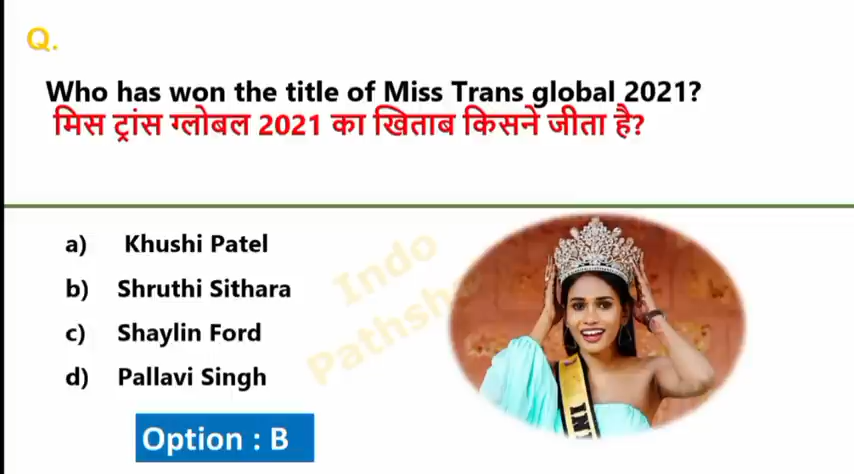 Q.
Who has won the title of Miss Trans global 2021?
मिस ट्रांस ग्लोबल 2021 का खिताब किसने जीता है?
a) Khushi Patel
b) Shruthi Sithara
c) Shaylin Ford
d) Pallavi Singh
Indo
Option : B